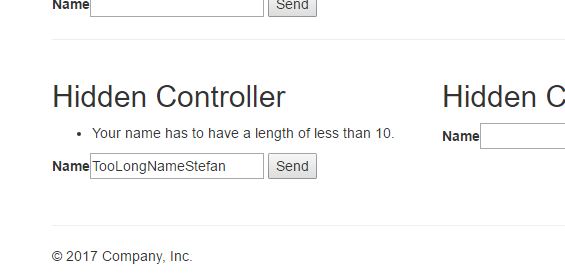 Name Send
Hidden Controller
Your name has to have a length of less than 10.
Name TooLongNameStefan Send
Hidden C
Name
© 2017 Company, Inc.